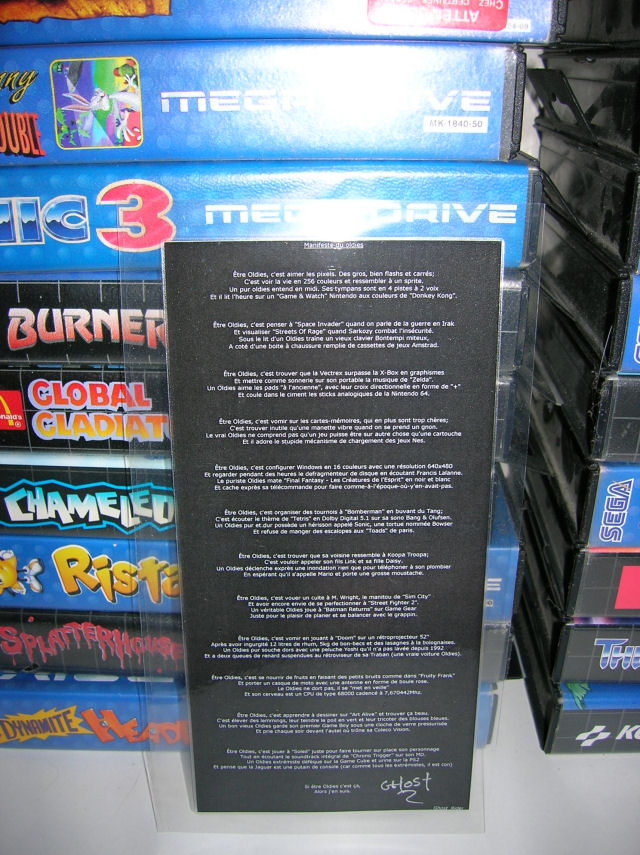 ATTE
CHEZ CERTAINES
nny
OUBLE
MEGA DRIVE
MK-1840-50
NIC 3
MEGA DRIVE
BURNER
GLOBAL
GLADIAT
CHAMELEO
Rista
SPLATTERHOUSE
DYNAMITE HEADD
SEGA
TH
K
Manifeste du oldies
Être Oldies, c'est aimer les pixels. Des gros, bien flashs et carrés;
C'est voir la vie en 256 couleurs et ressembler à un sprite.
Un pur oldies entend en midi. Ses tympans sont en 4 pistes à 2 voix
Et il lit l'heure sur un "Game & Watch" Nintendo aux couleurs de "Donkey Kong".
Être Oldies, c'est penser à "Space Invader" quand on parle de la guerre en Irak
Et visualiser "Streets Of Rage" quand Sarkozy combat l'insécurité.
Sous le lit d'un Oldies traîne un vieux clavier Bontempi miteux,
A coté d'une boite à chaussure remplie de cassettes de jeux Amstrad.
Être Oldies, c'est trouver que la Vectrex surpasse la X-Box en graphismes
Et mettre comme sonnerie sur son portable la musique de "Zelda".
Un Oldies aime les pads "à l'ancienne", avec leur croix directionnelle en forme de "+"
Et coule dans le ciment les sticks analogiques de la Nintendo 64.
Être Oldies, c'est vomir sur les cartes-mémoires, qui en plus sont trop chères;
C'est trouver inutile qu'une manette vibre quand on se prend un gnon.
Le vrai Oldies ne comprend pas qu'un jeu puisse être sur autre chose qu'une cartouche
Et il adore le stupide mécanisme de chargement des jeux Nes.
Être Oldies, c'est configurer Windows en 16 couleurs avec une résolution 640x480
Et regarder pendant des heures le defragmenteur de disque en écoutant Francis Lalanne.
Le puriste Oldies mate "Final Fantasy - Les Créatures de l'Esprit" en noir et blanc
Et cache exprès sa télécommande pour faire comme-à-l'époque-où-y'en-avait-pas.
Être Oldies, c'est organiser des tournois à "Bomberman" en buvant du Tang;
C'est écouter le thème de "Tetris" en Dolby Digital 5.1 sur sa sono Bang & Olufsen.
Un Oldies pur et dur possède un hérisson appelé Sonic, une tortue nommée Bowser
Et refuse de manger des escalopes aux "Toads" de paris.
Être Oldies, c'est trouver que sa voisine ressemble à Koopa Troopa;
C'est vouloir appeler son fils Link et sa fille Daisy.
Un Oldies déclenche exprès une inondation rien que pour téléphoner à son plombier
En espérant qu'il s'appelle Mario et porte une grosse moustache.
Être Oldies, c'est vouer un culte à M. Wright, le manitou de "Sim City"
Et avoir encore envie de se perfectionner à "Street Fighter 2".
Un véritable Oldies joue à "Batman Returns" sur Game Gear
Juste pour le plaisir de planer et se balancer avec le grappin.
Être Oldies, c'est vomir en jouant à "Doom" sur un rétroprojecteur 52"
Après avoir ingurgité 12 litres de rhum, 5kg de bon-becs et des lasagnes à la bolognaises.
Un Oldies pur souche dors avec une peluche Yoshi qu'il n'a pas lavée depuis 1992
Et a deux queues de renard suspendues au rétroviseur de sa Traban (une vraie voiture Oldies).
Être Oldies, c'est se nourrir de fruits en faisant des petits bruits comme dans "Fruity Frank"
Et porter un casque de moto avec une antenne en forme de boule rose.
Le Oldies ne dort pas, il se "met en veille"
Et son cerveau est un CPU de type 68000 cadencé à 7,670442Mhz.
Être Oldies, c'est apprendre à dessiner sur "Art Alive" et trouver ça beau.
C'est élever des lemmings, leur teindre le poil en vert et leur tricoter des blouses bleues.
Un bon vieux Oldies garde son premier Game Boy sous une cloche de verre pressurisée
Et prie chaque soir devant l'autel où trône sa Coleco Vision.
Être Oldies, c'est jouer à "Soleil" juste pour faire tourner sur place son personnage
Tout en écoutant le soundtrack intégral de "Chrono Trigger" sur son MD.
Un Oldies extrémiste défèque sur la Game Cube et urine sur la PS2
Et pense que la Jaguar est une putain de console (car comme tous les extrémistes, il est con)
Si être Oldies c'est ça,
Alors j'en suis.
GHOST
Ghost_Rider